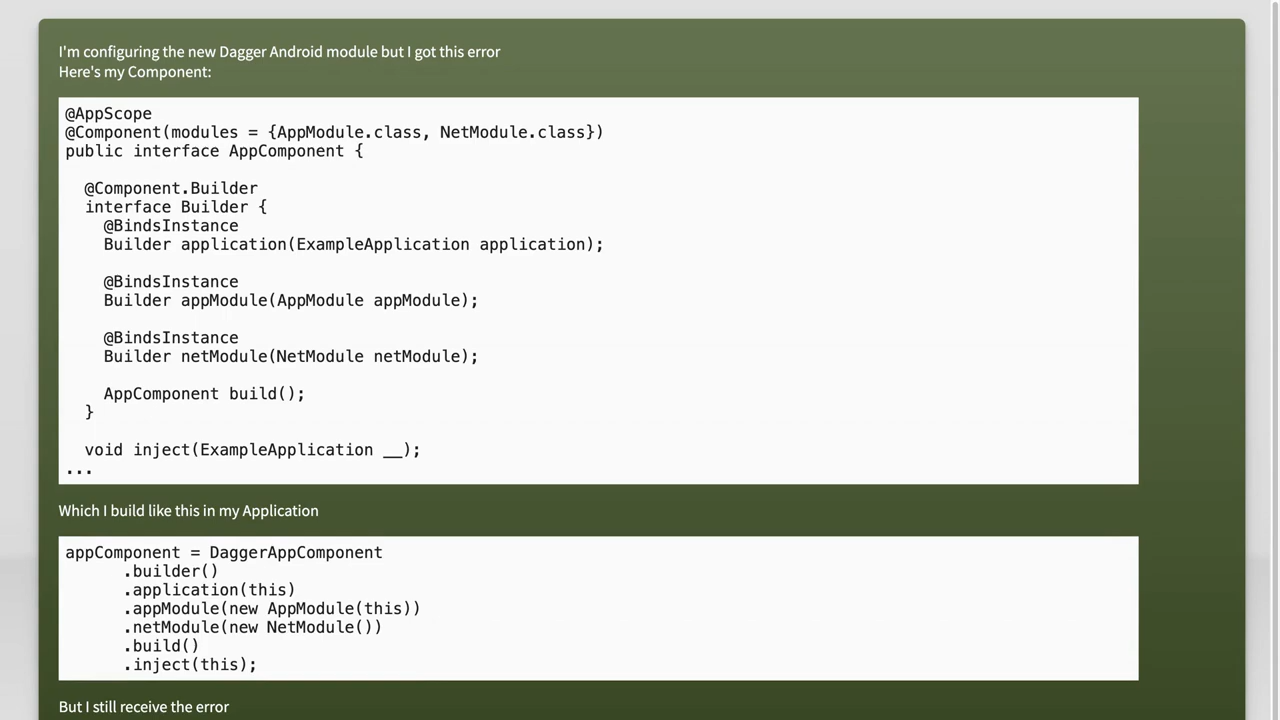 I'm configuring the new Dagger Android module but I got this error
Here's my Component:
@AppScope
@Component(modules = {AppModule.class, NetModule.class})
public interface AppComponent {
@Component.Builder
interface Builder {
@BindsInstance
Builder application(ExampleApplication application);
@BindsInstance
Builder appModule(AppModule appModule);
@BindsInstance
Builder netModule(NetModule netModule);
AppComponent build();
}
void inject(ExampleApplication __);
...
Which I build like this in my Application
appComponent = DaggerAppComponent
.builder()
.application(this)
.appModule(new AppModule(this))
.netModule(new NetModule())
.build()
.inject(this);
But I still receive the error